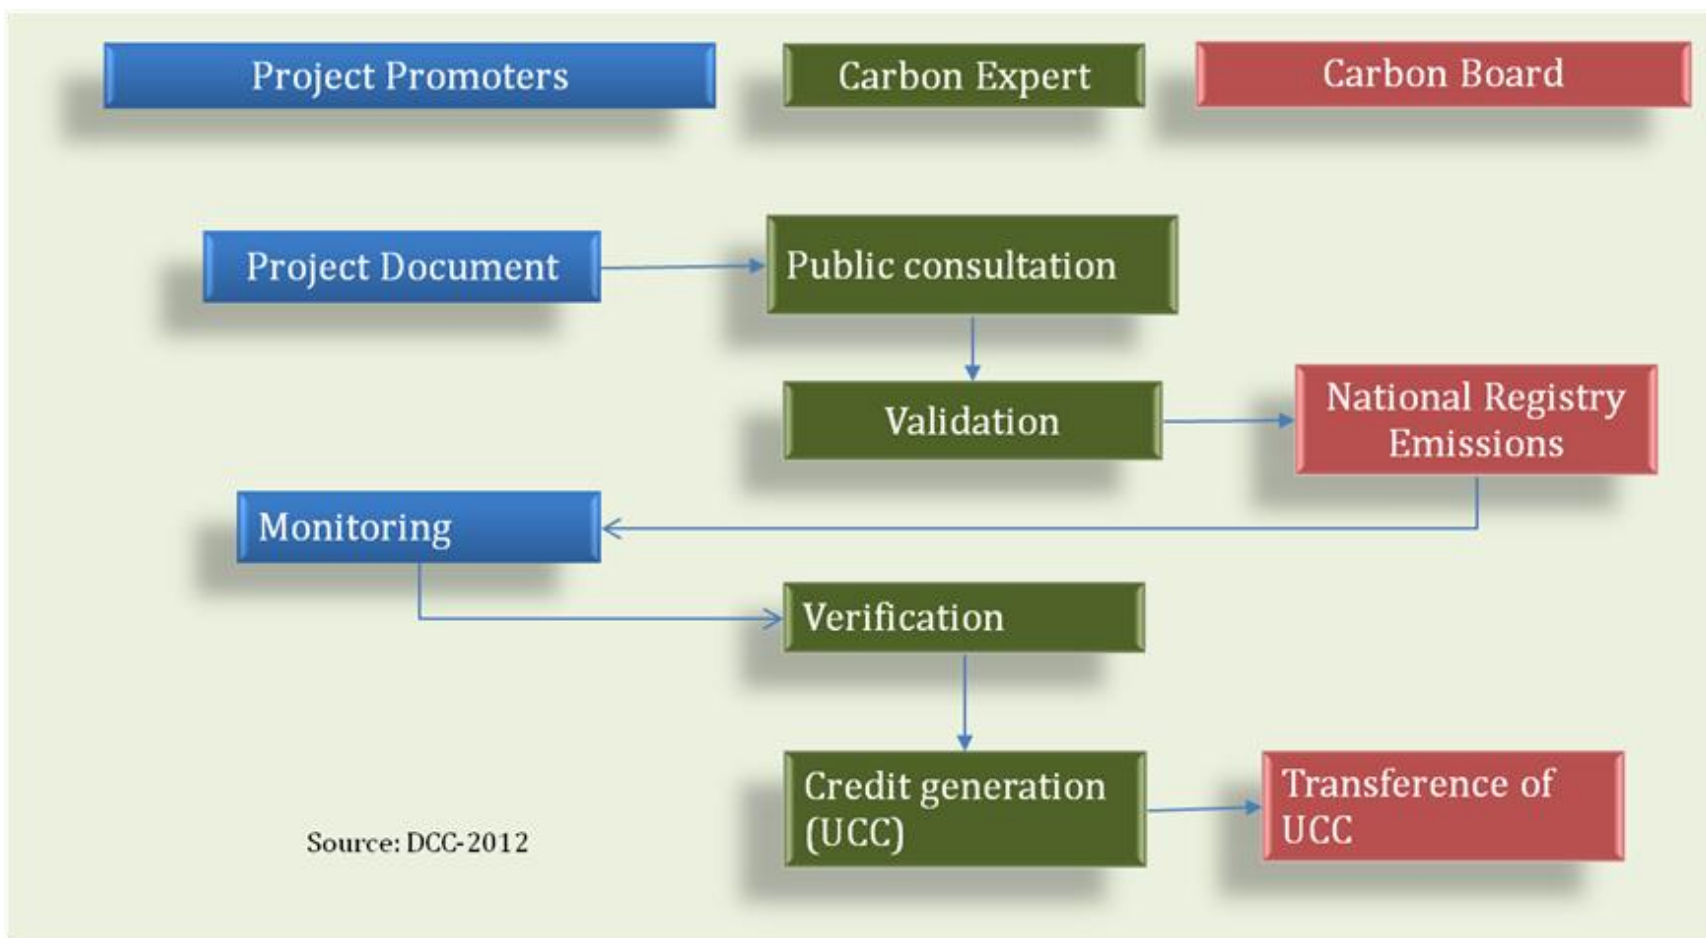 Project Promoters
Carbon Expert
Carbon Board
Project Document
Public consultation
Validation
National Registry
Emissions
Monitoring
Verification
Credit generation
(UCC)
Transference of
UCC
Source: DCC-2012